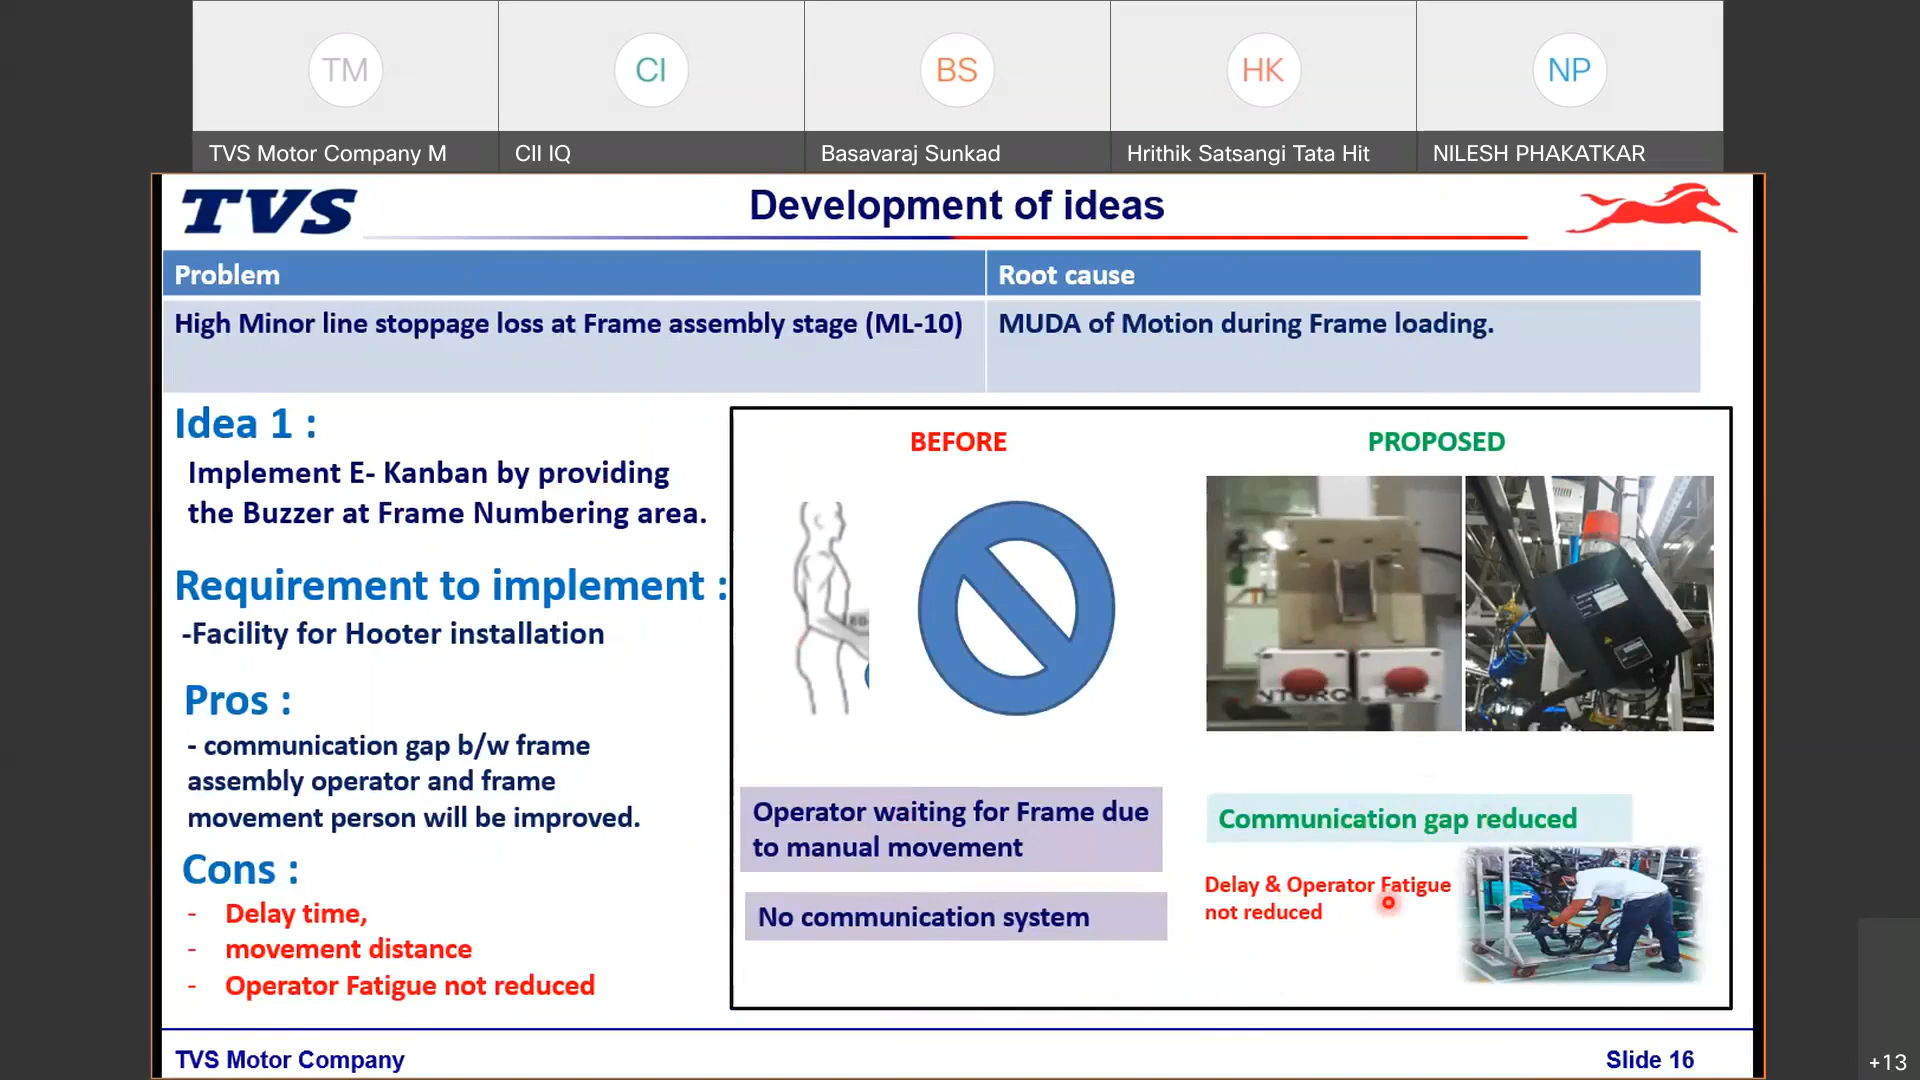 TM
CI
BS
HK
NP
TVS Motor Company M
CII IQ
Basavaraj Sunkad
Hrithik Satsangi Tata Hit
NILESH PHAKATKAR
TVS
Development of ideas
Problem
Root cause
High Minor line stoppage loss at Frame assembly stage (ML-10)
MUDA of Motion during Frame loading.
Idea 1 :
Implement E- Kanban by providing
the Buzzer at Frame Numbering area.
Requirement to implement :
-Facility for Hooter installation
Pros :
- communication gap b/w frame
assembly operator and frame
movement person will be improved.
Cons :
- Delay time,
- movement distance
- Operator Fatigue not reduced
BEFORE
PROPOSED
NTORQ
Operator waiting for Frame due
to manual movement
No communication system
Communication gap reduced
Delay & Operator Fatigue
not reduced
TVS Motor Company
Slide 16
+13